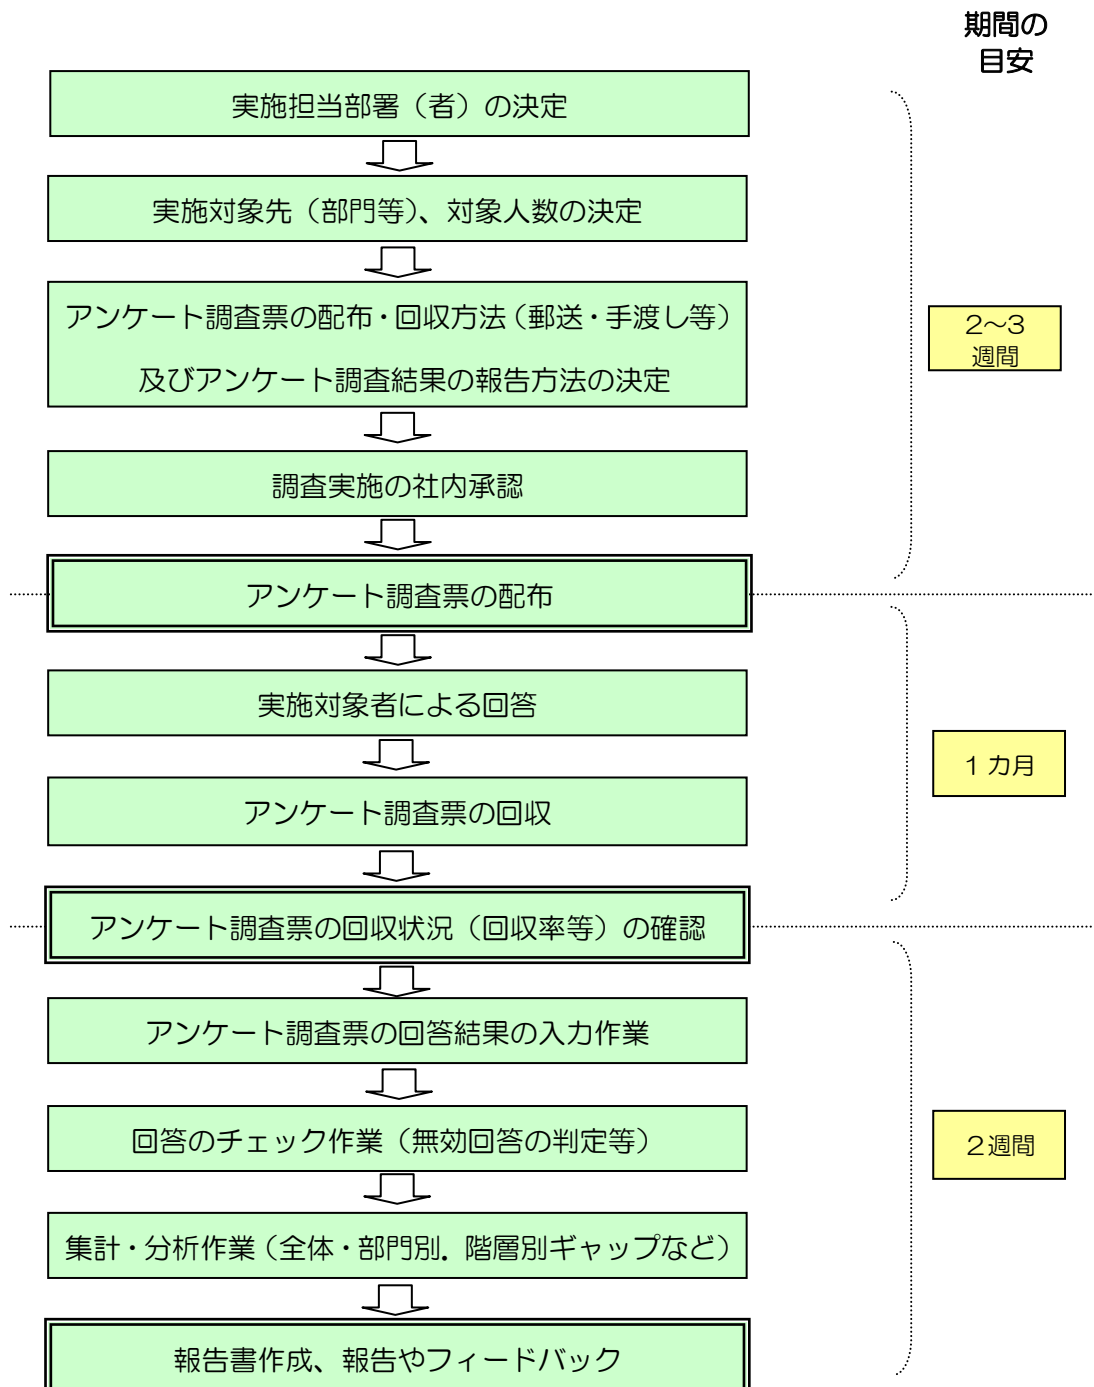 期間の
目安
実施担当部署（者）の決定
実施対象先（部門等）、対象人数の決定
アンケート調査票の配布・回収方法（郵送・手渡し等）
及びアンケート調査結果の報告方法の決定
2～3
週間
調査実施の社内承認
アンケート調査票の配布
実施対象者による回答
1カ月
アンケート調査票の回収
アンケート調査票の回収状況（回収率等）の確認
アンケート調査票の回答結果の入力作業
回答のチェック作業（無効回答の判定等）
2週間
集計・分析作業（全体・部門別．階層別ギャップなど）
報告書作成、報告やフィードバック